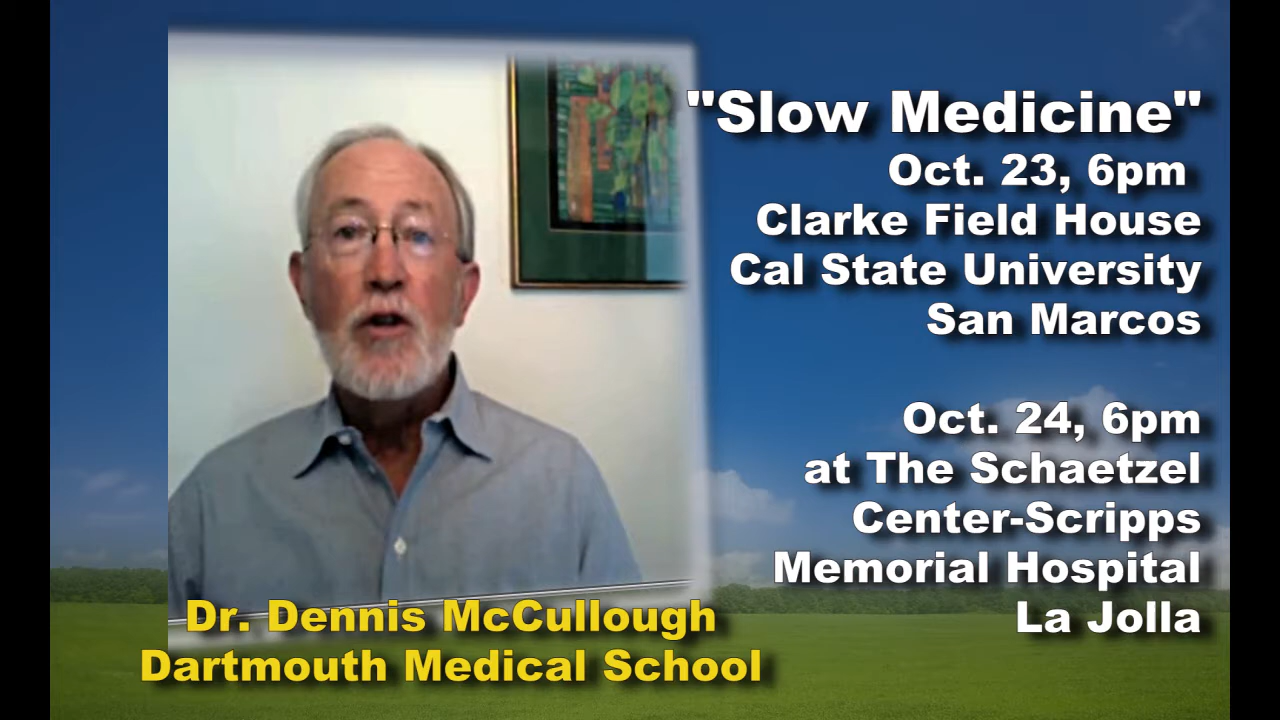 "Slow Medicine"
Oct. 23, 6pm
Clarke Field House
Cal State University
San Marcos
Oct. 24, 6pm
at The Schaetzel
Center-Scripps
Memorial Hospital
La Jolla
Dr. Dennis McCullough
Dartmouth Medical School